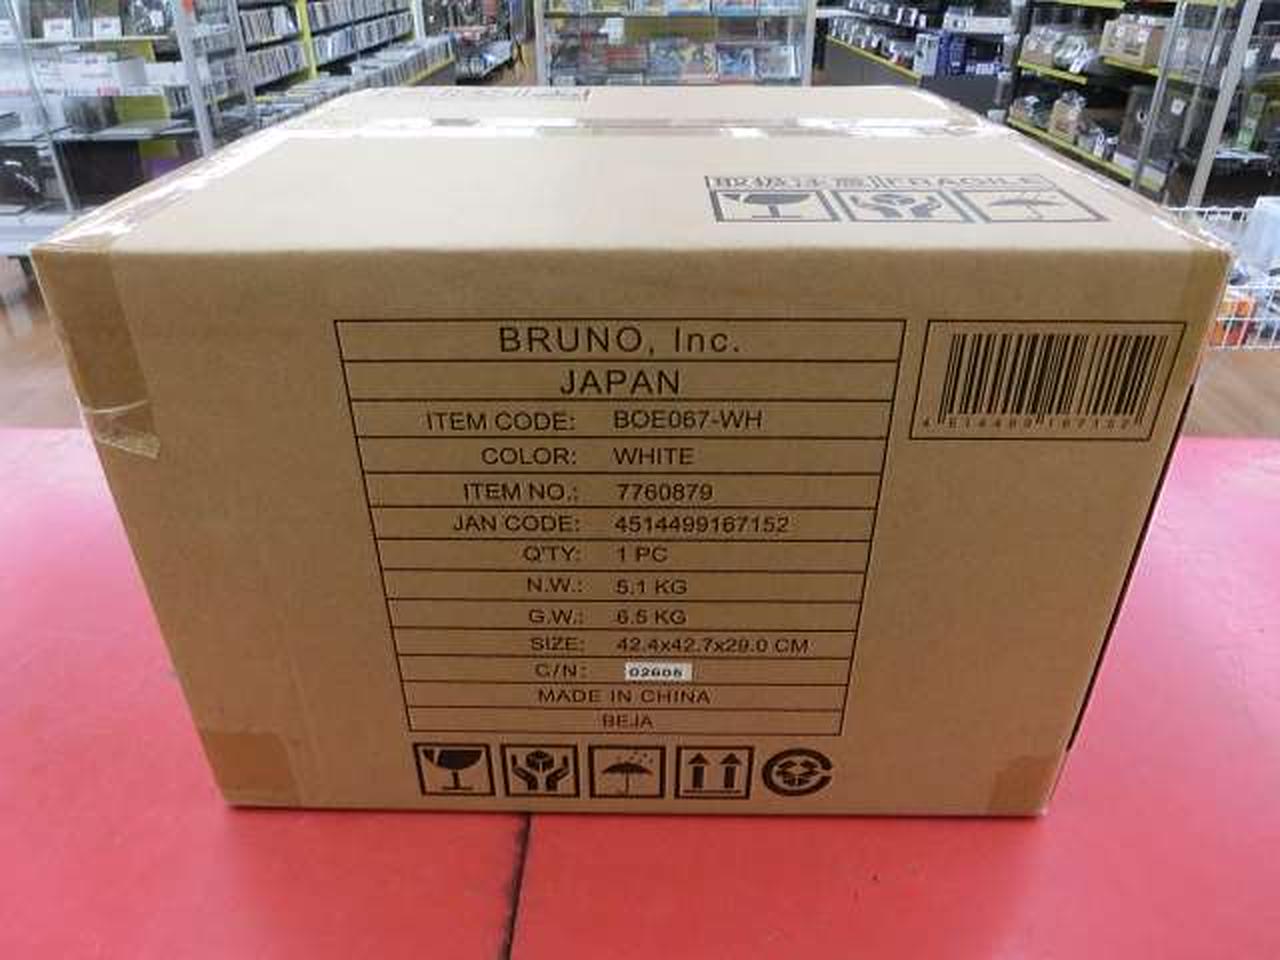 取扱注意 FRAGILE
BRUNO, Inc.
JAPAN
ITEM CODE: BOE067-WH
COLOR: WHITE
ITEM NO.: 7760879
JAN CODE: 4514499167152
Q'TY: 1 PC
N.W.: 5.1 KG
G.W.: 6.5 KG
SIZE: 42.4x42.7x29.0 CM
C/N: 02605
MADE IN CHINA
BEJA
4514499167152